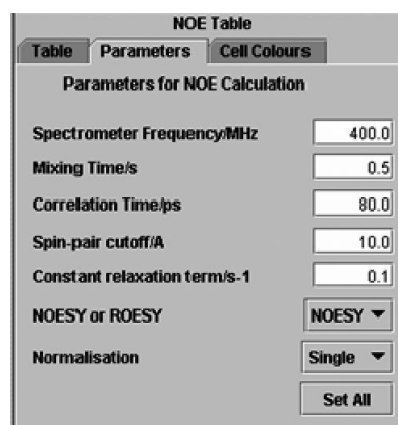 NOE Table
Table Parameters Cell Colours
Parameters for NOE Calculation
Spectrometer Frequency/MHz 400.0
Mixing Time/s 0.5
Correlation Time/ps 80.0
Spin-pair cutoff/A 10.0
Constant relaxation term/s-1 0.1
NOESY or ROESY NOESY
Normalisation Single
Set All